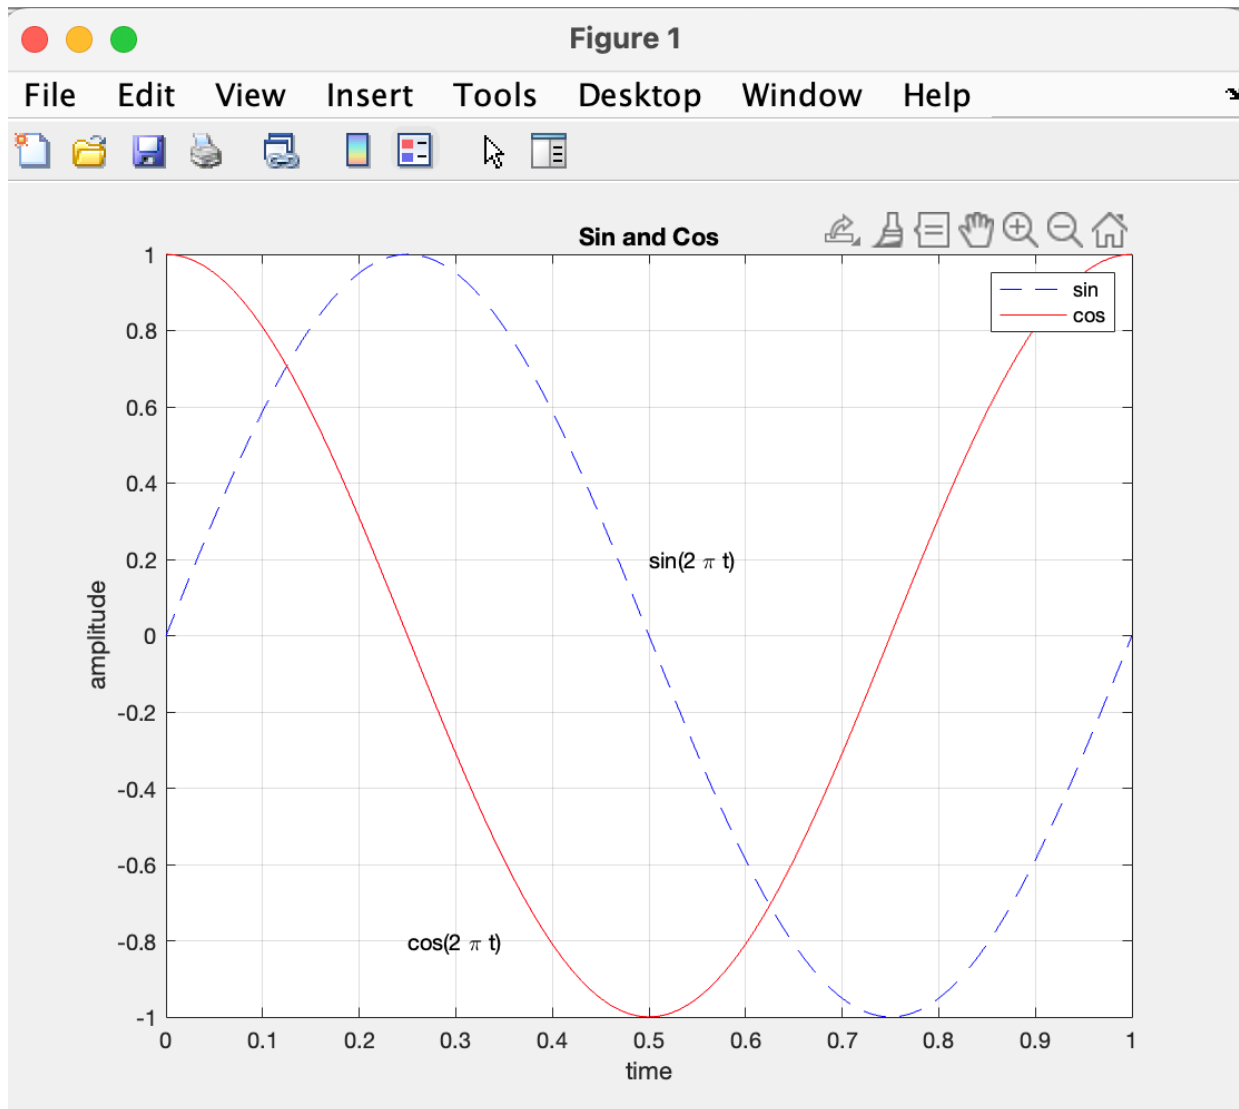 Figure 1
File Edit View Insert Tools Desktop Window Help
Sin and Cos
sin
cos
1
0.8
0.6
0.4
0.2
0
-0.2
-0.4
-0.6
-0.8
-1
amplitude
sin(2 π t)
cos(2 π t)
0 0.1 0.2 0.3 0.4 0.5 0.6 0.7 0.8 0.9 1
time